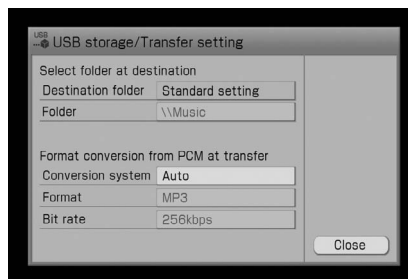 USB
USB storage/Transfer setting
Select folder at destination
Destination folder Standard setting
Folder \\Music
Format conversion from PCM at transfer
Conversion system Auto
Format MP3
Bit rate 256kbps
Close